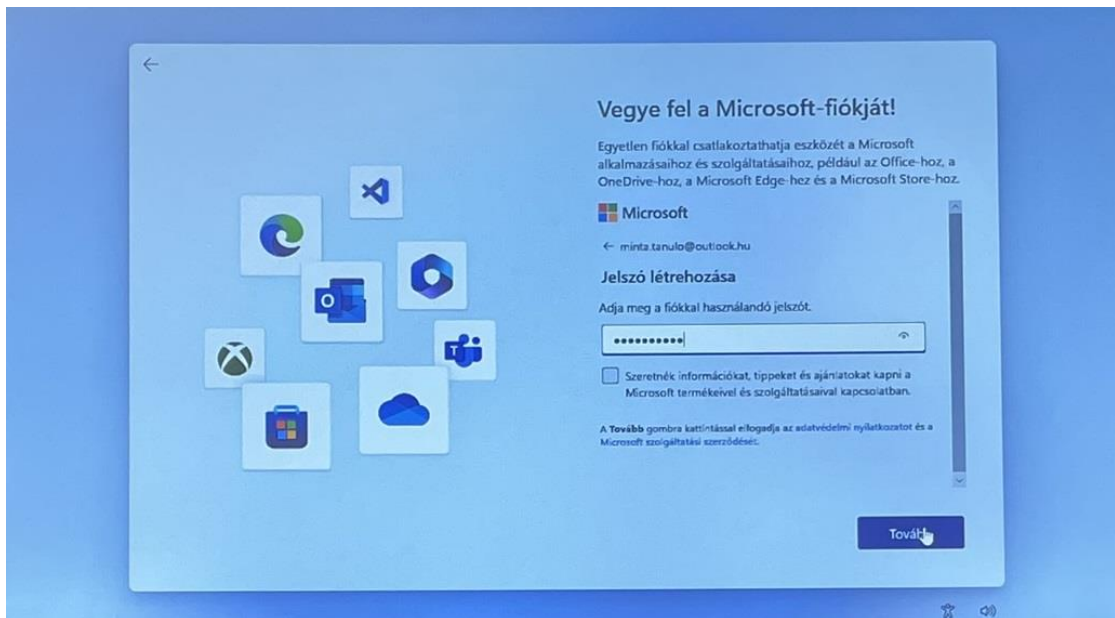 Vegye fel a Microsoft-fiókját!
Egyetlen fiókkal csatlakoztathatja eszközét a Microsoft
alkalmazásaihoz és szolgáltatásaihoz, például az Office-hoz, a
OneDrive-hoz, a Microsoft Edge-hez és a Microsoft Store-hoz.
Microsoft
← minta.tanulo@outlook.hu
Jelszó létrehozása
Adja meg a fiókkal használandó jelszót.
Szeretnék információkat, tippeket és ajánlatokat kapni a
Microsoft termékeivel és szolgáltatásaival kapcsolatban.
A Tovább gombra kattintással elfogadja az adatvédelmi nyilatkozatot és a
Microsoft szolgáltatási szerződését.
Tovább